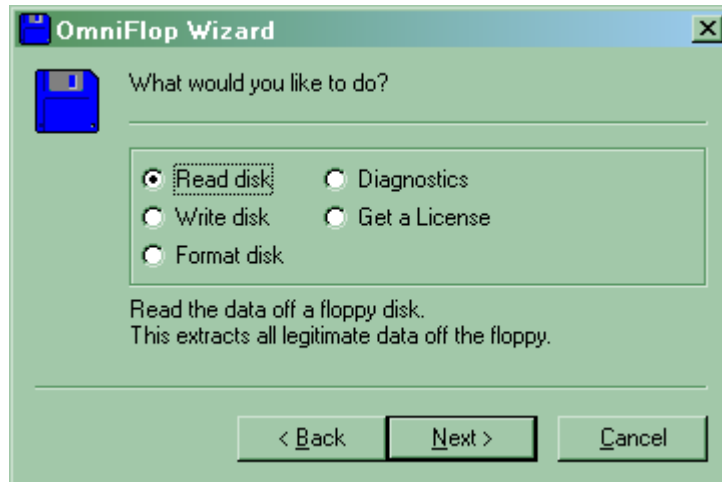 OmniFlop Wizard
What would you like to do?
Read disk
Diagnostics
Write disk
Get a License
Format disk
Read the data off a floppy disk.
This extracts all legitimate data off the floppy.
< Back
Next >
Cancel